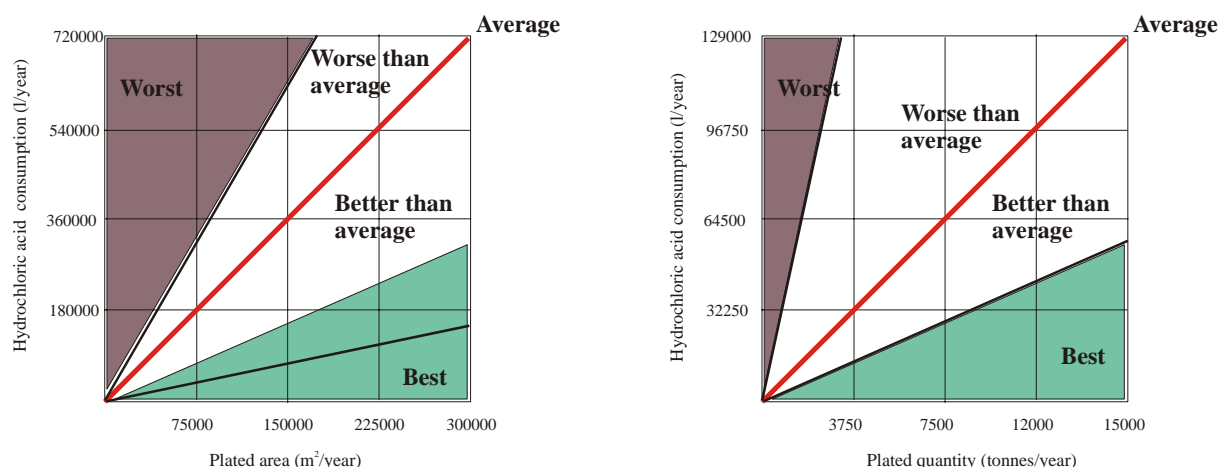 Average
720000
Worse than
average
Worst
540000
Better than
average
360000
180000
Best
75000
150000
225000
300000
Hydrochloric acid consumption (l/year)
Plated area (m²/year)
Average
129000
Worst
Worse than
average
96750
Better than
average
64500
32250
Best
3750
7500
12000
15000
Hydrochloric acid consumption (l/year)
Plated quantity (tonnes/year)